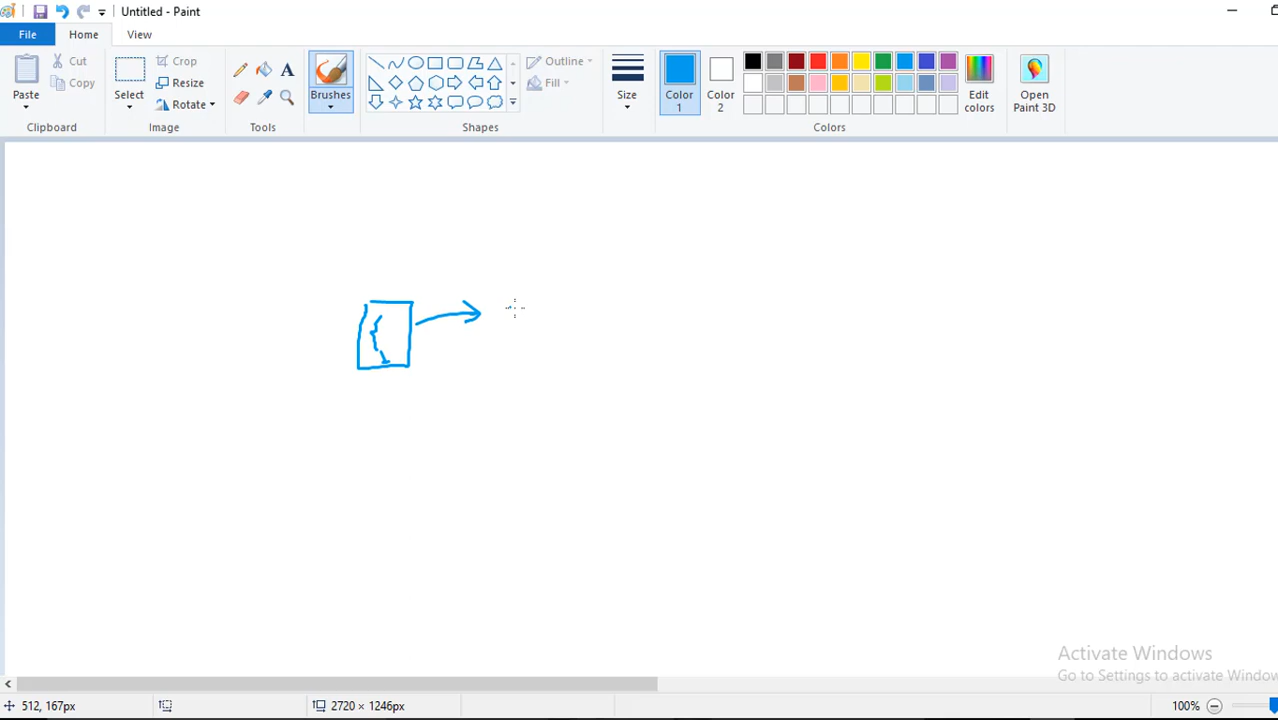 Untitled - Paint
File
Home
View
Paste
Cut
Copy
Clipboard
Select
Crop
Resize
Rotate
Image
A
Tools
Brushes
Outline
Fill
Shapes
Size
Color 1
Color 2
Edit colors
Colors
Open Paint 3D
{
Activate Windows
Go to Settings to activate Window
512, 167px
2720 × 1246px
100%